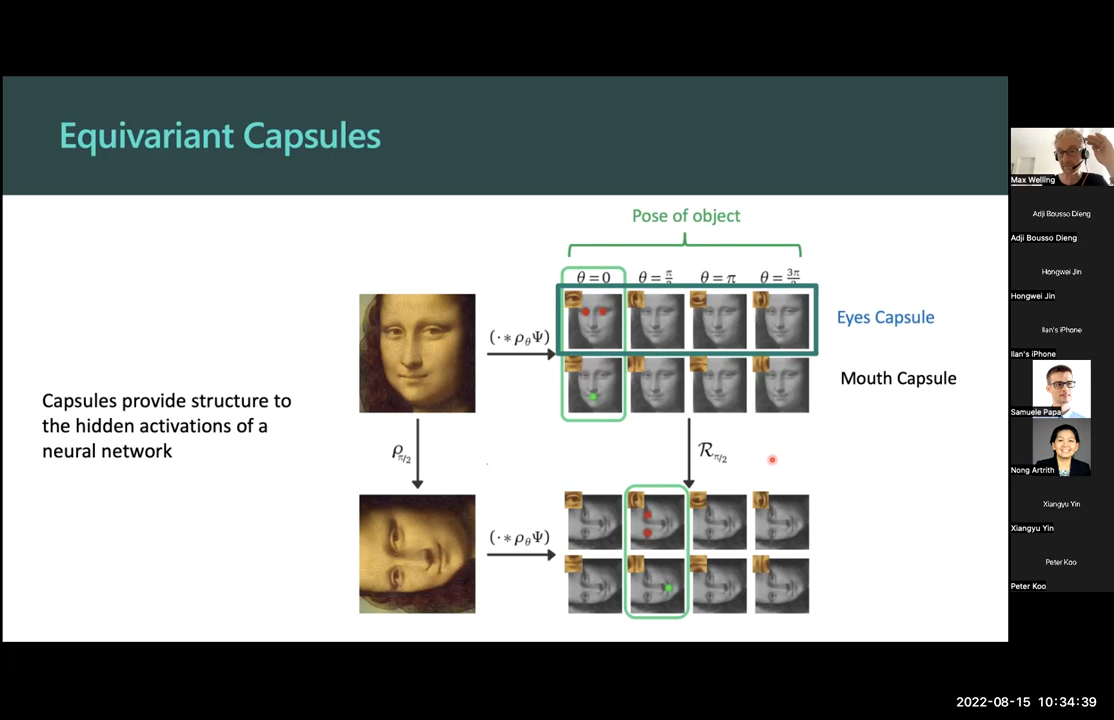 Equivariant Capsules
Pose of object
θ = 0 θ = π/2 θ = π θ = 3π/2
(· ∗ ρ_θΨ)
Eyes Capsule
Mouth Capsule
Capsules provide structure to
the hidden activations of a
neural network
ρ_π/2
ℛ_π/2
(· ∗ ρ_θΨ)
Max Welling
Adji Bousso Dieng
Adji Bousso Dieng
Hongwei Jin
Hongwei Jin
Ilan's iPhone
Ilan's iPhone
Samuele Papa
Nong Artrith
Xiangyu Yin
Xiangyu Yin
Peter Koo
Peter Koo
2022-08-15 10:34:39